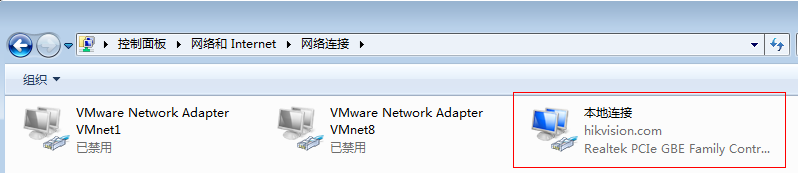 控制面板 ▸ 网络和 Internet ▸ 网络连接 ▸
组织 ▼
VMware Network Adapter
VMnet1
已禁用
VMware Network Adapter
VMnet8
已禁用
本地连接
hikvision.com
Realtek PCIe GBE Family Contr...